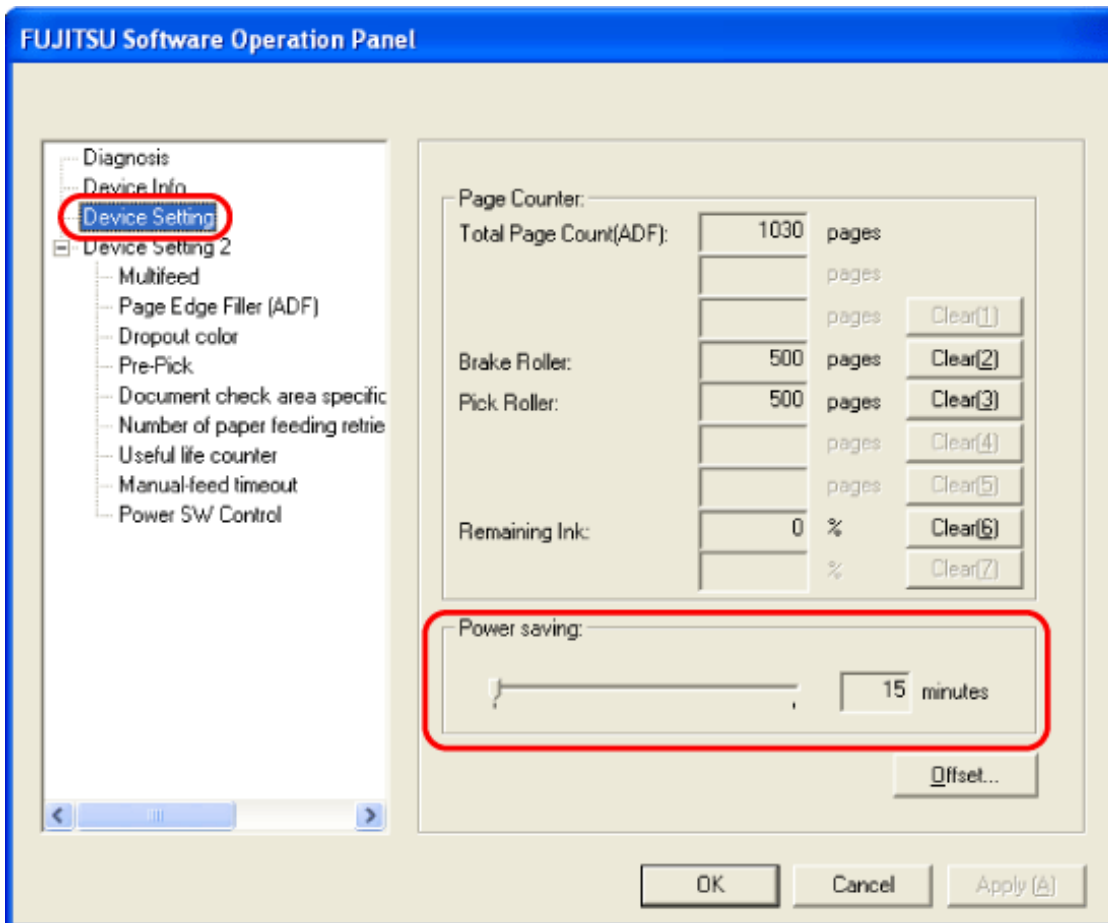 FUJITSU Software Operation Panel
Diagnosis
Device Info
Device Setting
Device Setting 2
Multifeed
Page Edge Filler (ADF)
Dropout color
Pre-Pick
Document check area specific
Number of paper feeding retrie
Useful life counter
Manual-feed timeout
Power SW Control
Page Counter:
Total Page Count(ADF): 1030 pages
pages
pages Clear(1)
Brake Roller: 500 pages Clear(2)
Pick Roller: 500 pages Clear(3)
pages Clear(4)
pages Clear(5)
Remaining Ink: 0 % Clear(6)
% Clear(7)
Power saving:
15 minutes
Offset...
OK Cancel Apply (A)